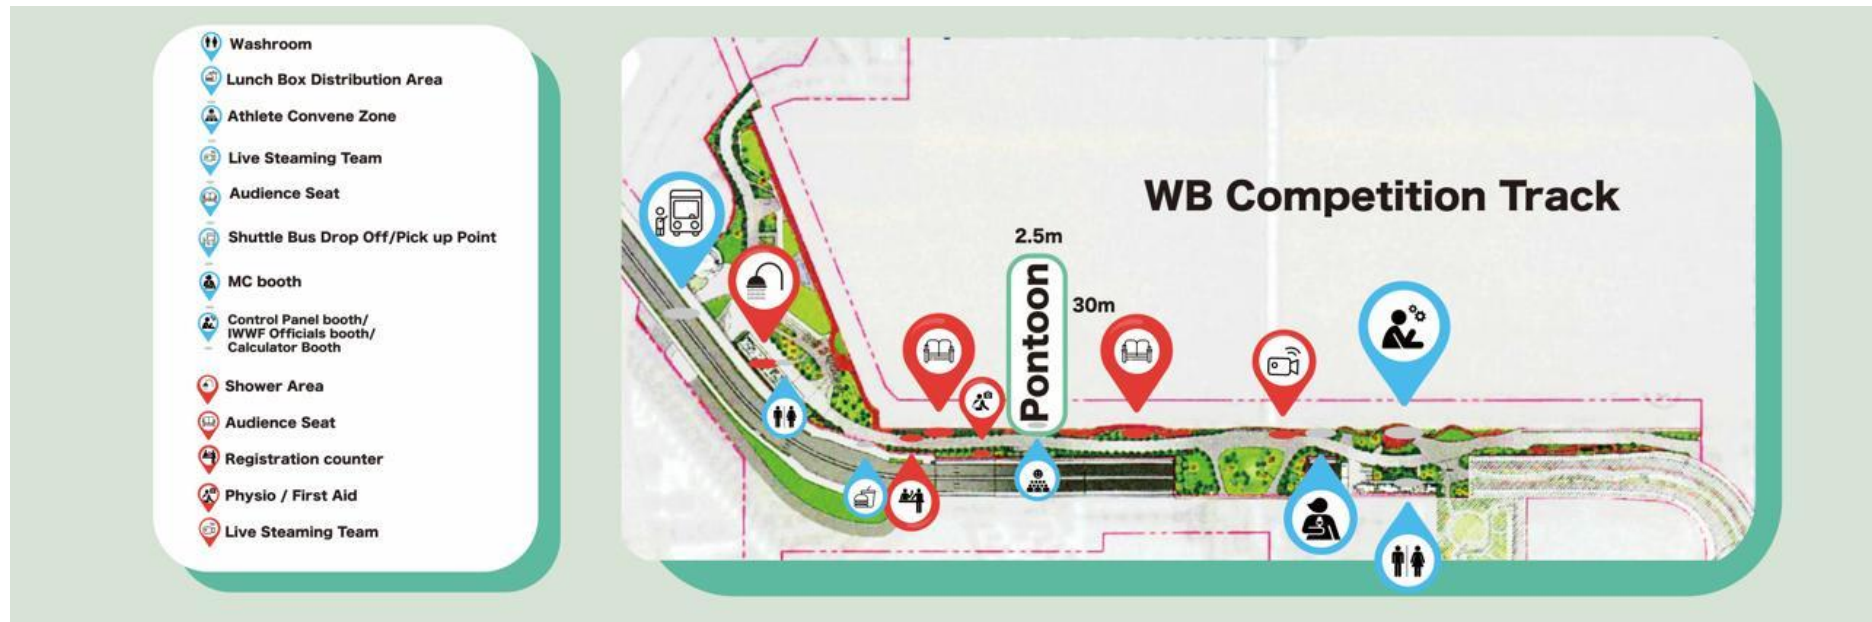 Washroom
Lunch Box Distribution Area
Athlete Convene Zone
Live Steaming Team
Audience Seat
Shuttle Bus Drop Off/Pick up Point
MC booth
Control Panel booth/
IWWF Officials booth/
Calculator Booth
Shower Area
Audience Seat
Registration counter
Physio / First Aid
Live Steaming Team
WB Competition Track
2.5m
Pontoon
30m